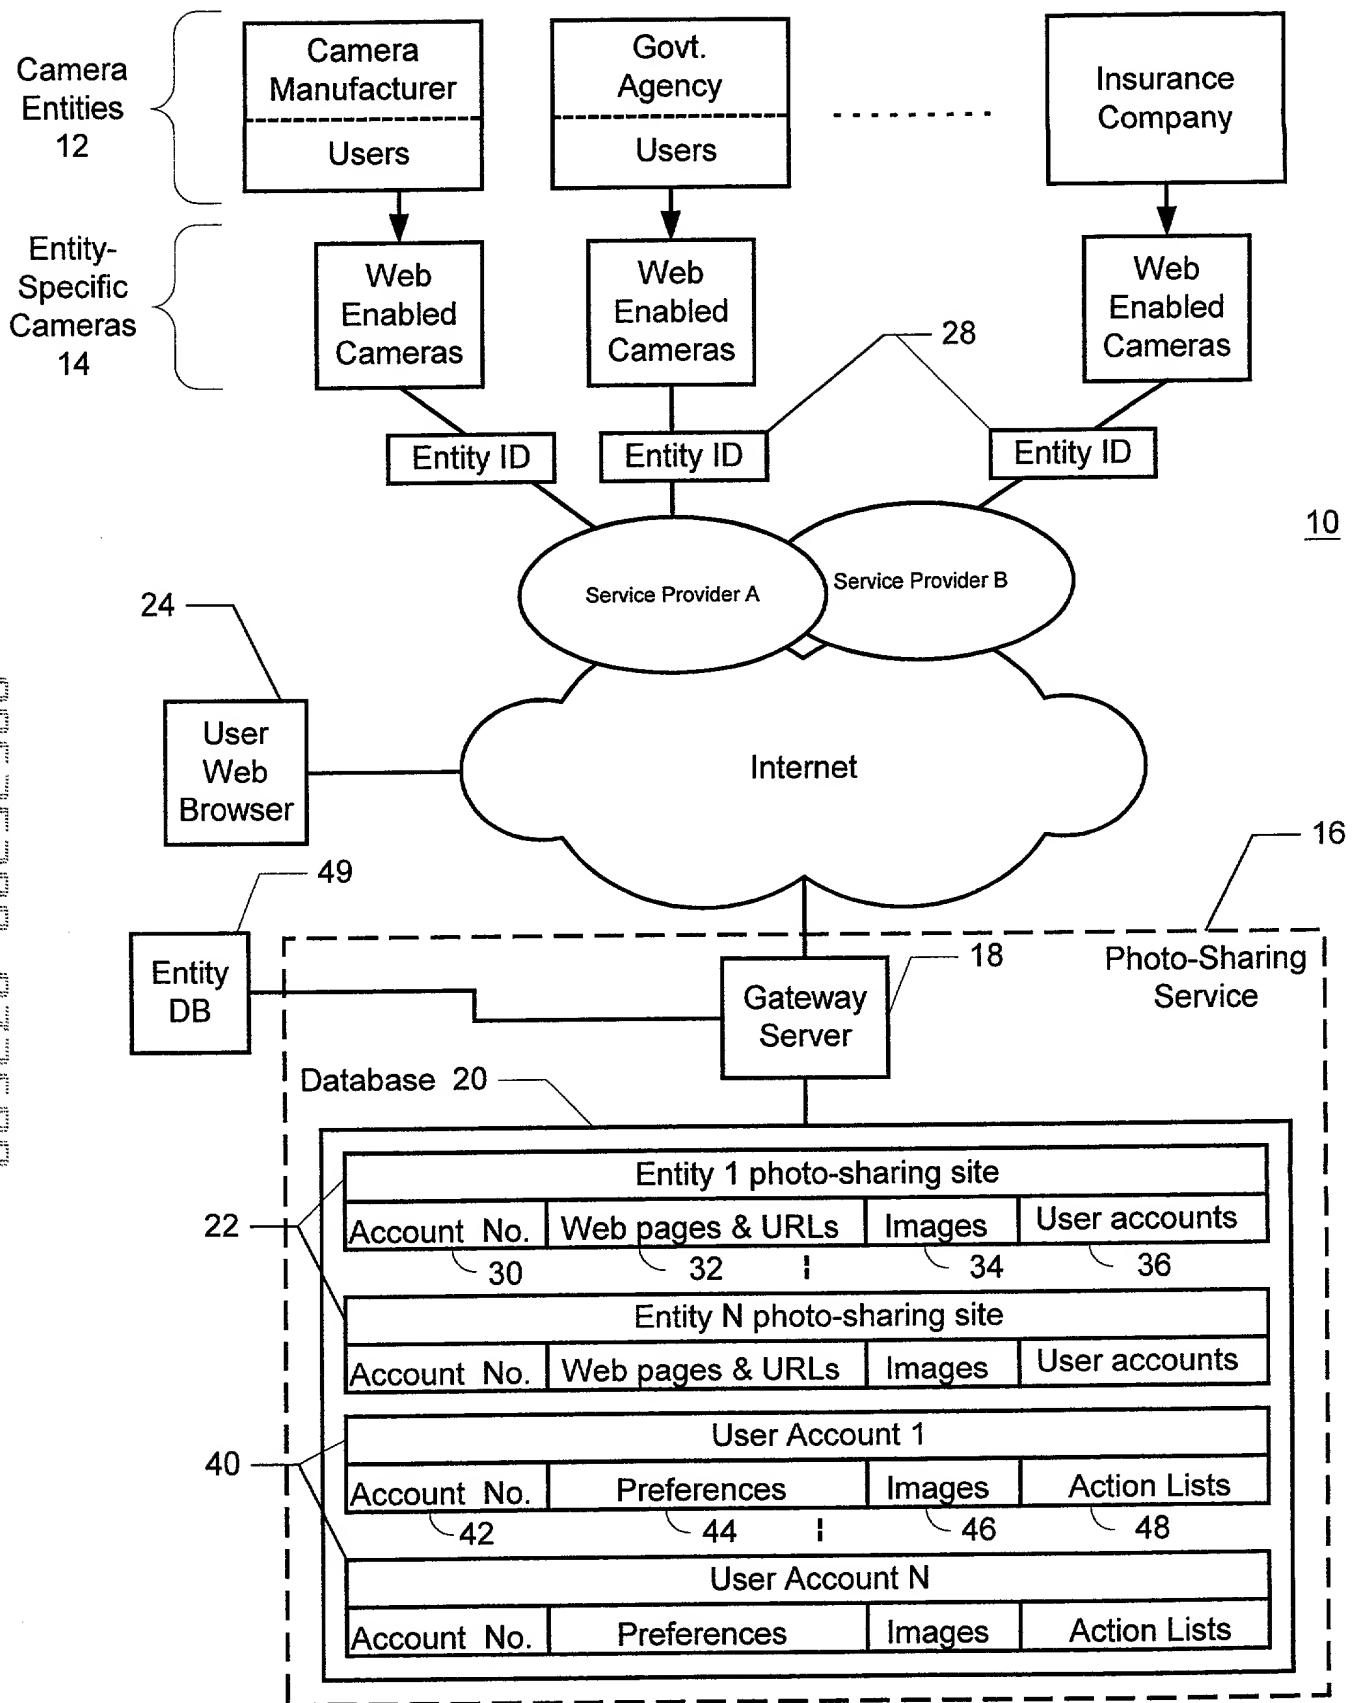 Camera
Entities
12
Camera
Manufacturer
Users
Govt.
Agency
Users
Insurance
Company
Entity-
Specific
Cameras
14
Web
Enabled
Cameras
Web
Enabled
Cameras
Web
Enabled
Cameras
28
Entity ID
Entity ID
Entity ID
10
Service Provider A
Service Provider B
24
User
Web
Browser
Internet
16
49
Entity
DB
18
Gateway
Server
Photo-Sharing
Service
Database 20
Entity 1 photo-sharing site
22
Account No.
Web pages & URLs
Images
User accounts
30
32
34
36
Entity N photo-sharing site
Account No.
Web pages & URLs
Images
User accounts
User Account 1
40
Account No.
Preferences
Images
Action Lists
42
44
46
48
User Account N
Account No.
Preferences
Images
Action Lists